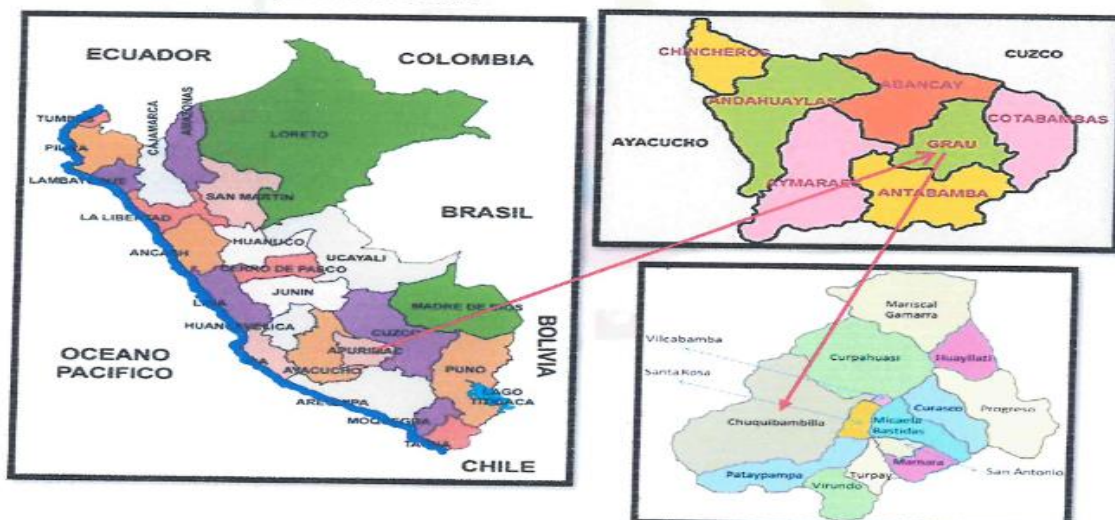 ECUADOR
COLOMBIA
TUMBES
PIURA
CAJAMARCA
AMAZONAS
LORETO
LAMBAYEQUE
SAN MARTIN
LA LIBERTAD
BRASIL
ANCASH
HUANUCO
UCAYALI
CERRO DE PASCO
LIMA
JUNIN
MADRE DE DIOS
HUANCAVELICA
CUZCO
BOLIVIA
OCEANO
PACIFICO
APURIMAC
AYACUCHO
PUNO
LAGO
TITICACA
AREQUIPA
MOQUEGUA
TACNA
CHILE
CHINCHEROS
CUZCO
ABANCAY
ANDAHUAYLAS
COTABAMBAS
AYACUCHO
GRAU
AYMARAES
ANTABAMBA
Mariscal
Gamarra
Vilcabamba
Curpahuasi
Huayllati
Santa Rosa
Chuquibambilla
Curasco
Progreso
Micaela
Bastidas
Mamara
San Antonio
Pataypampa
Turpay
Virundo